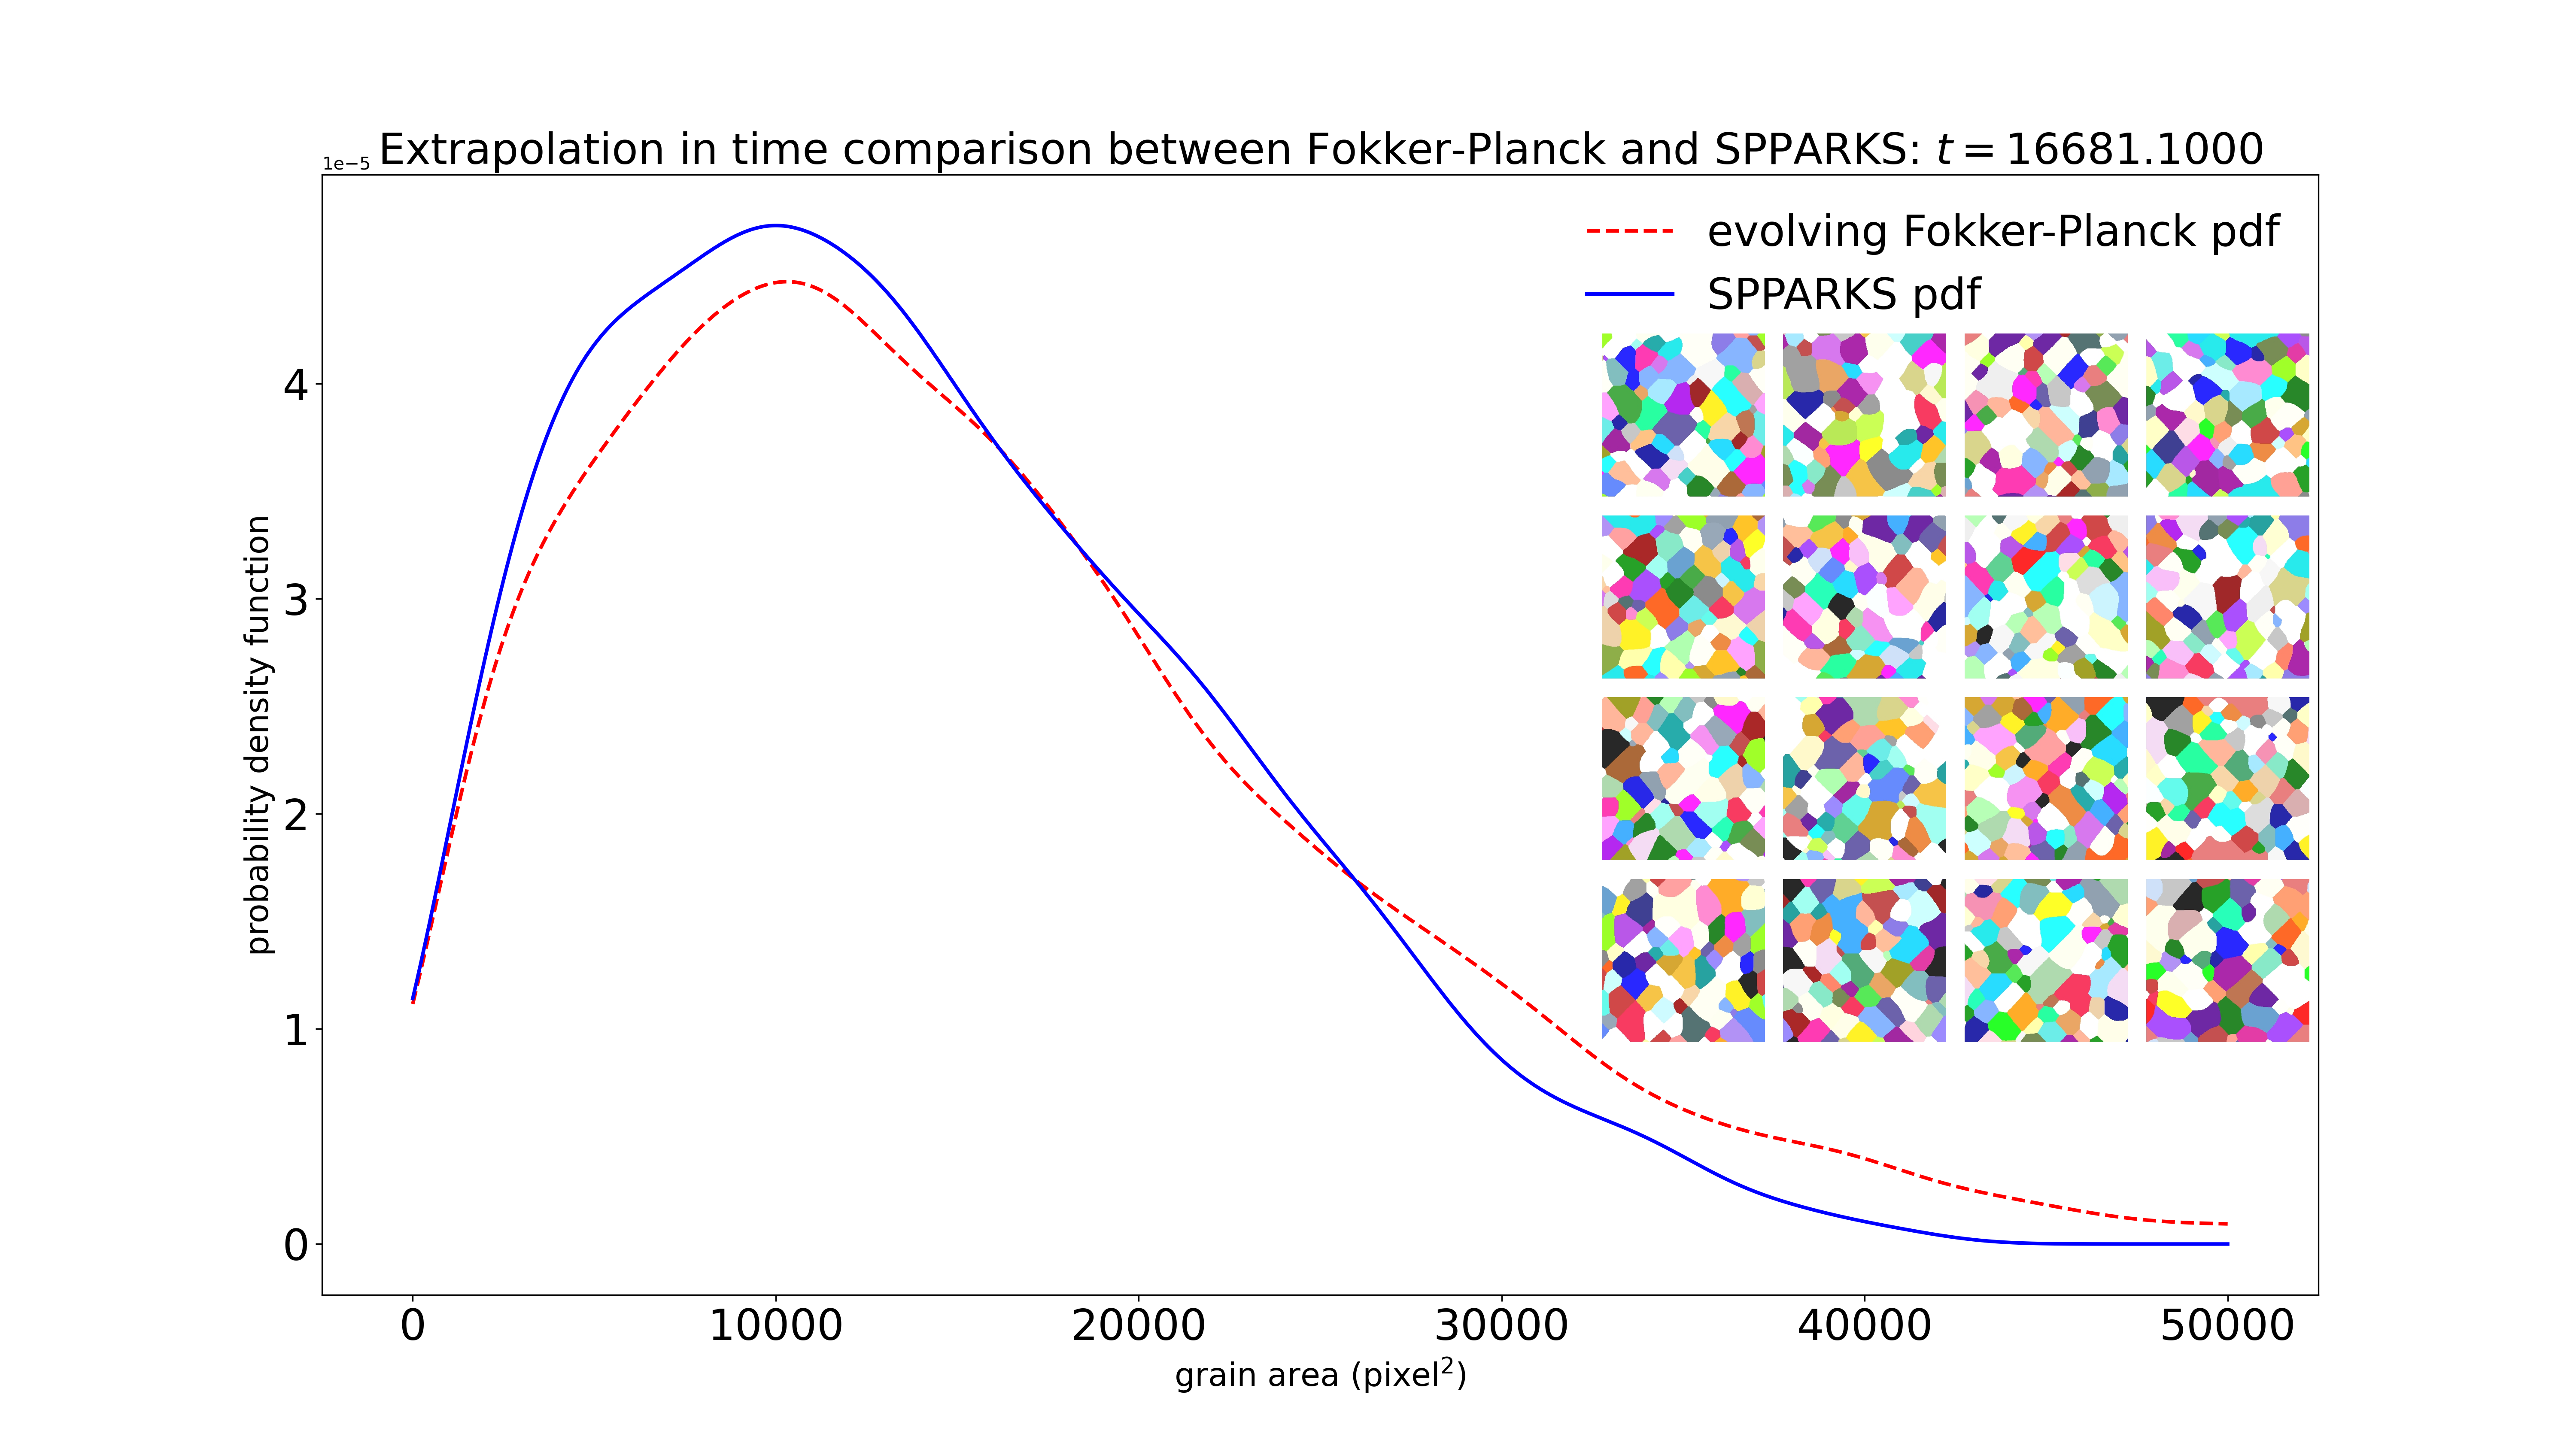 Extrapolation in time comparison between Fokker-Planck and SPPARKS: t = 16681.1000
1e−5
evolving Fokker-Planck pdf
SPPARKS pdf
probability density function
4
3
2
1
0
0 10000 20000 30000 40000 50000
grain area (pixel²)